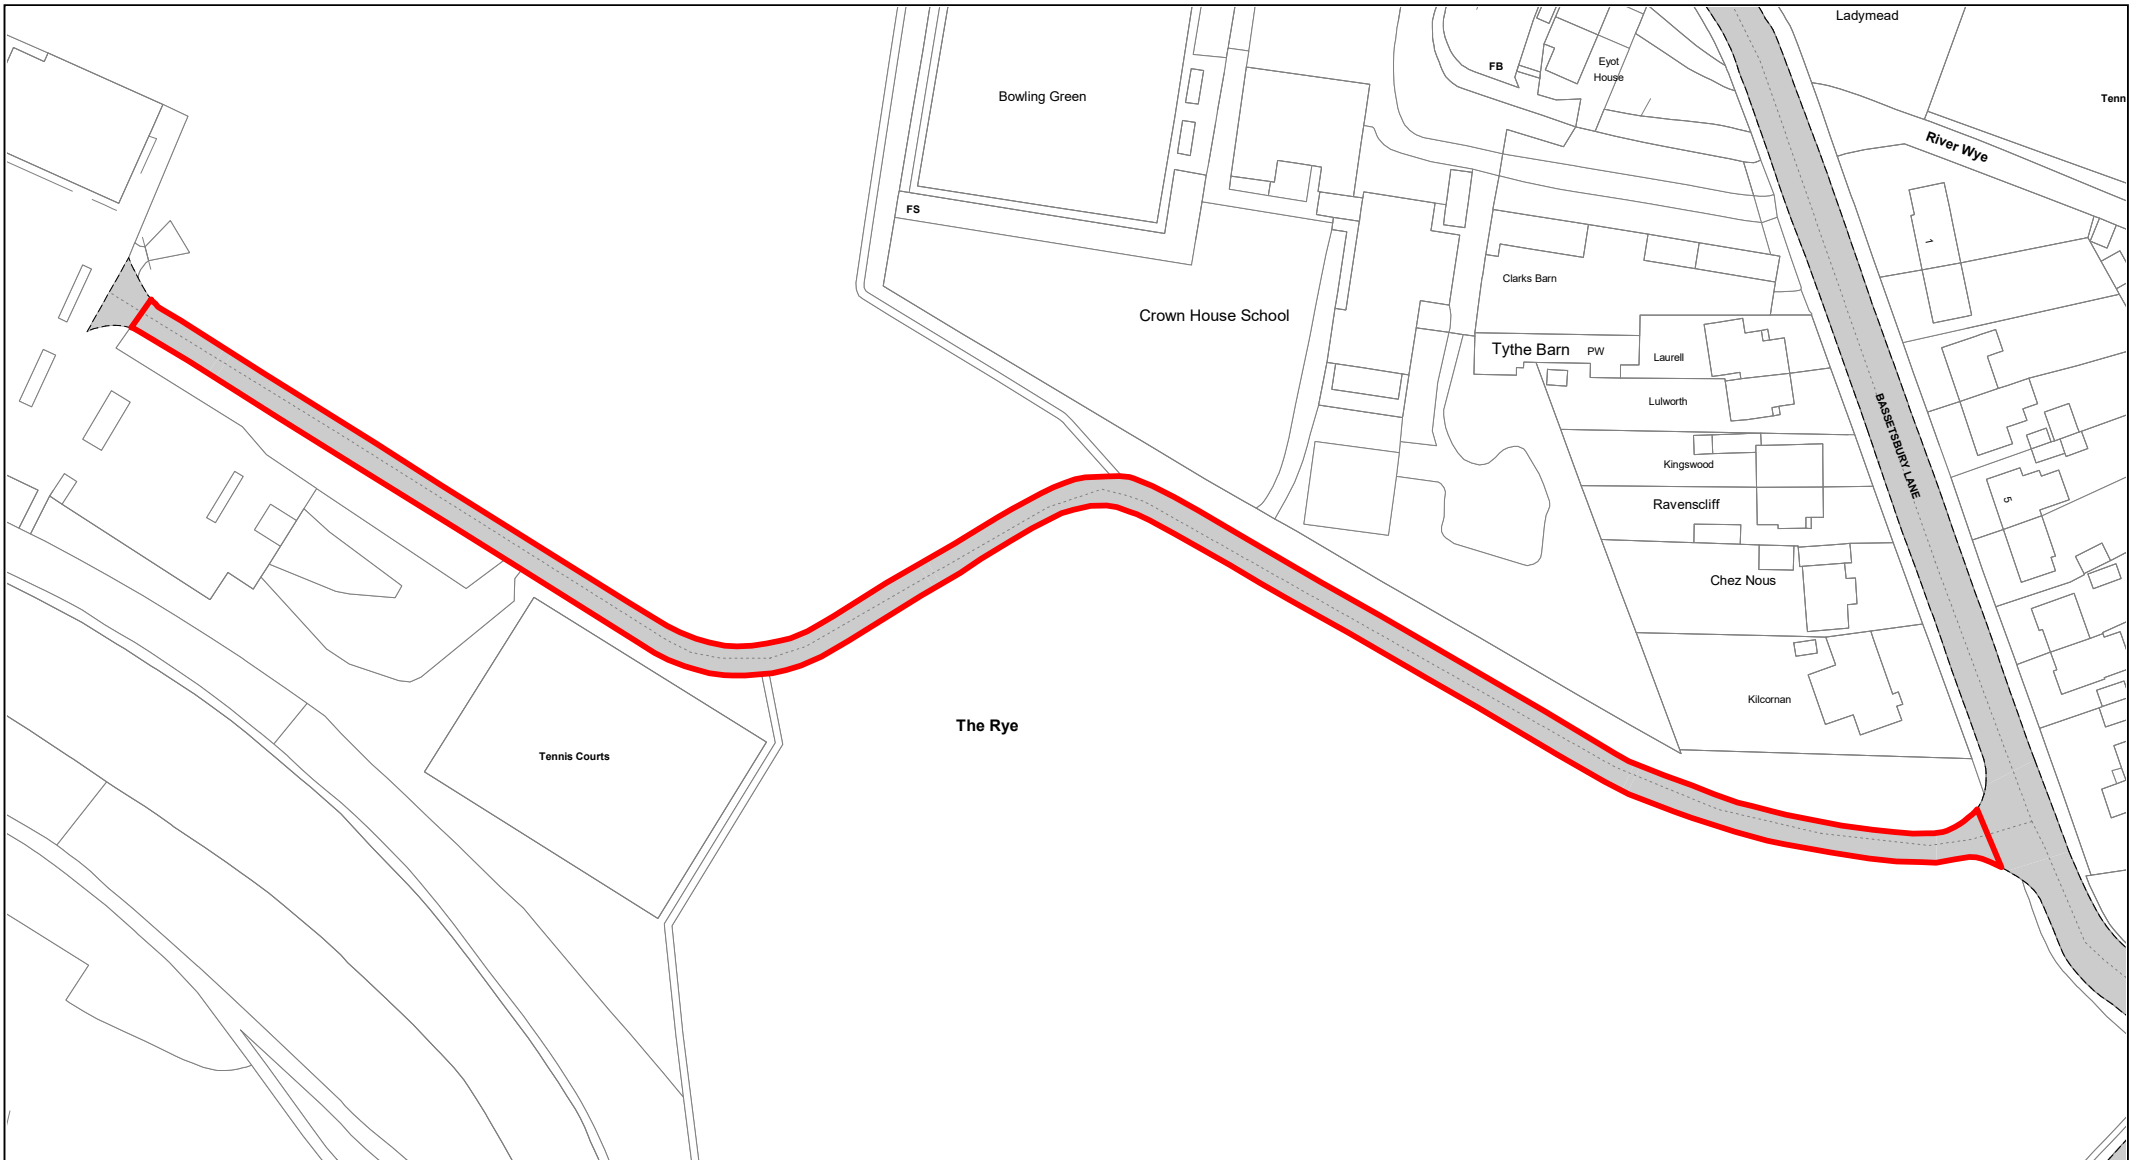 Ladymead
Eyot
House
FB
Bowling Green
Tenn
River Wye
FS
1
Clarks Barn
Crown House School
Tythe Barn PW
Laurell
Lulworth
BASSETSBURY LANE
Kingswood
Ravenscliff
5
Chez Nous
Kilcornan
The Rye
Tennis Courts